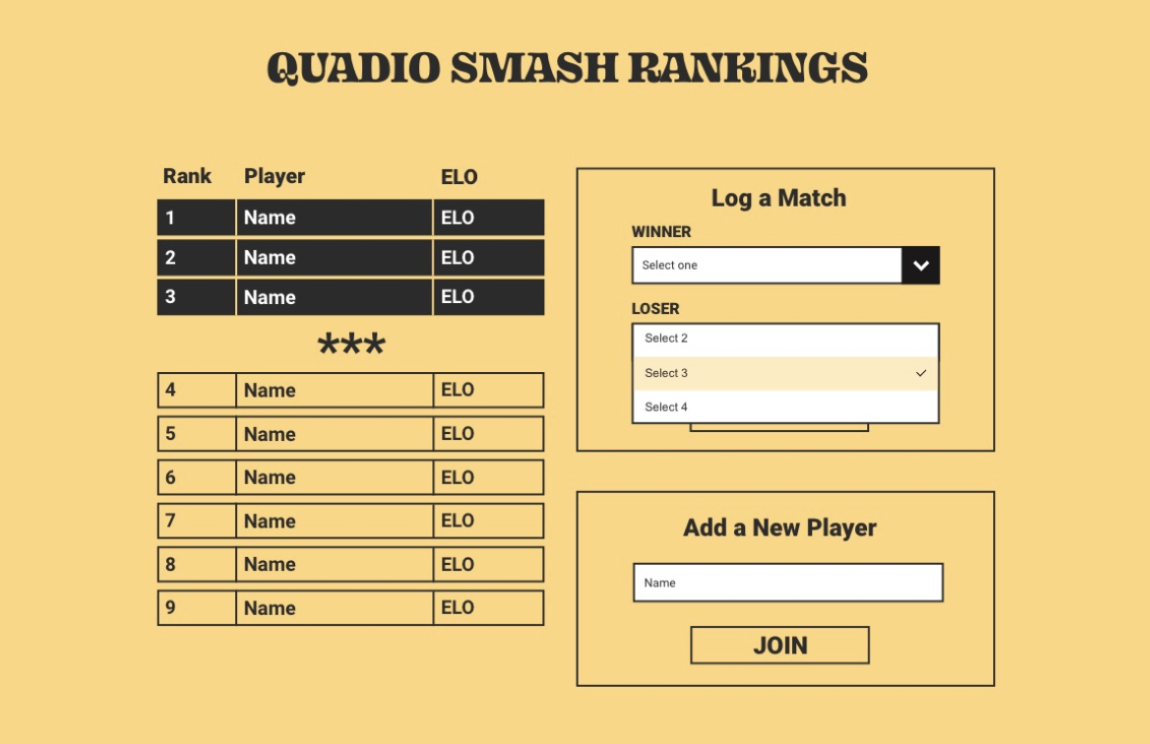 QUADIO SMASH RANKINGS
Rank Player ELO
1 Name ELO
2 Name ELO
3 Name ELO
***
4 Name ELO
5 Name ELO
6 Name ELO
7 Name ELO
8 Name ELO
9 Name ELO
Log a Match
WINNER
Select one
LOSER
Select 2
Select 3
Select 4
Add a New Player
Name
JOIN